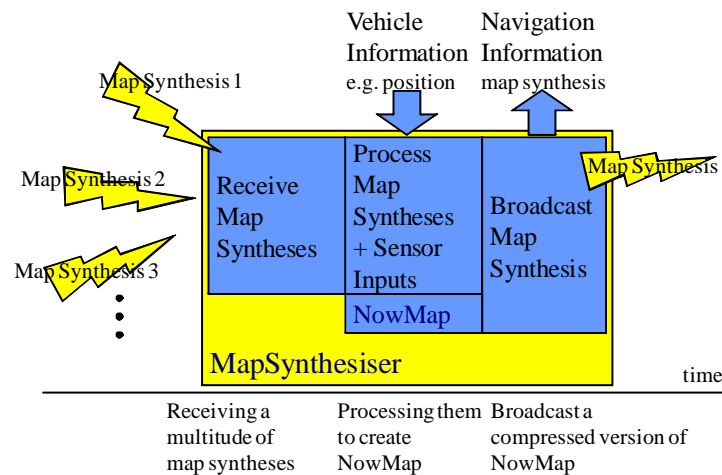 Vehicle
Information
e.g. position
Navigation
Information
map synthesis
Map Synthesis 1
Map Synthesis 2
Map Synthesis 3
Receive
Map
Syntheses
Process
Map
Syntheses
+ Sensor
Inputs
NowMap
Broadcast
Map
Synthesis
Map Synthesis
MapSynthesiser
time
Receiving a
multitude of
map syntheses
Processing them
to create
NowMap
Broadcast a
compressed version of
NowMap